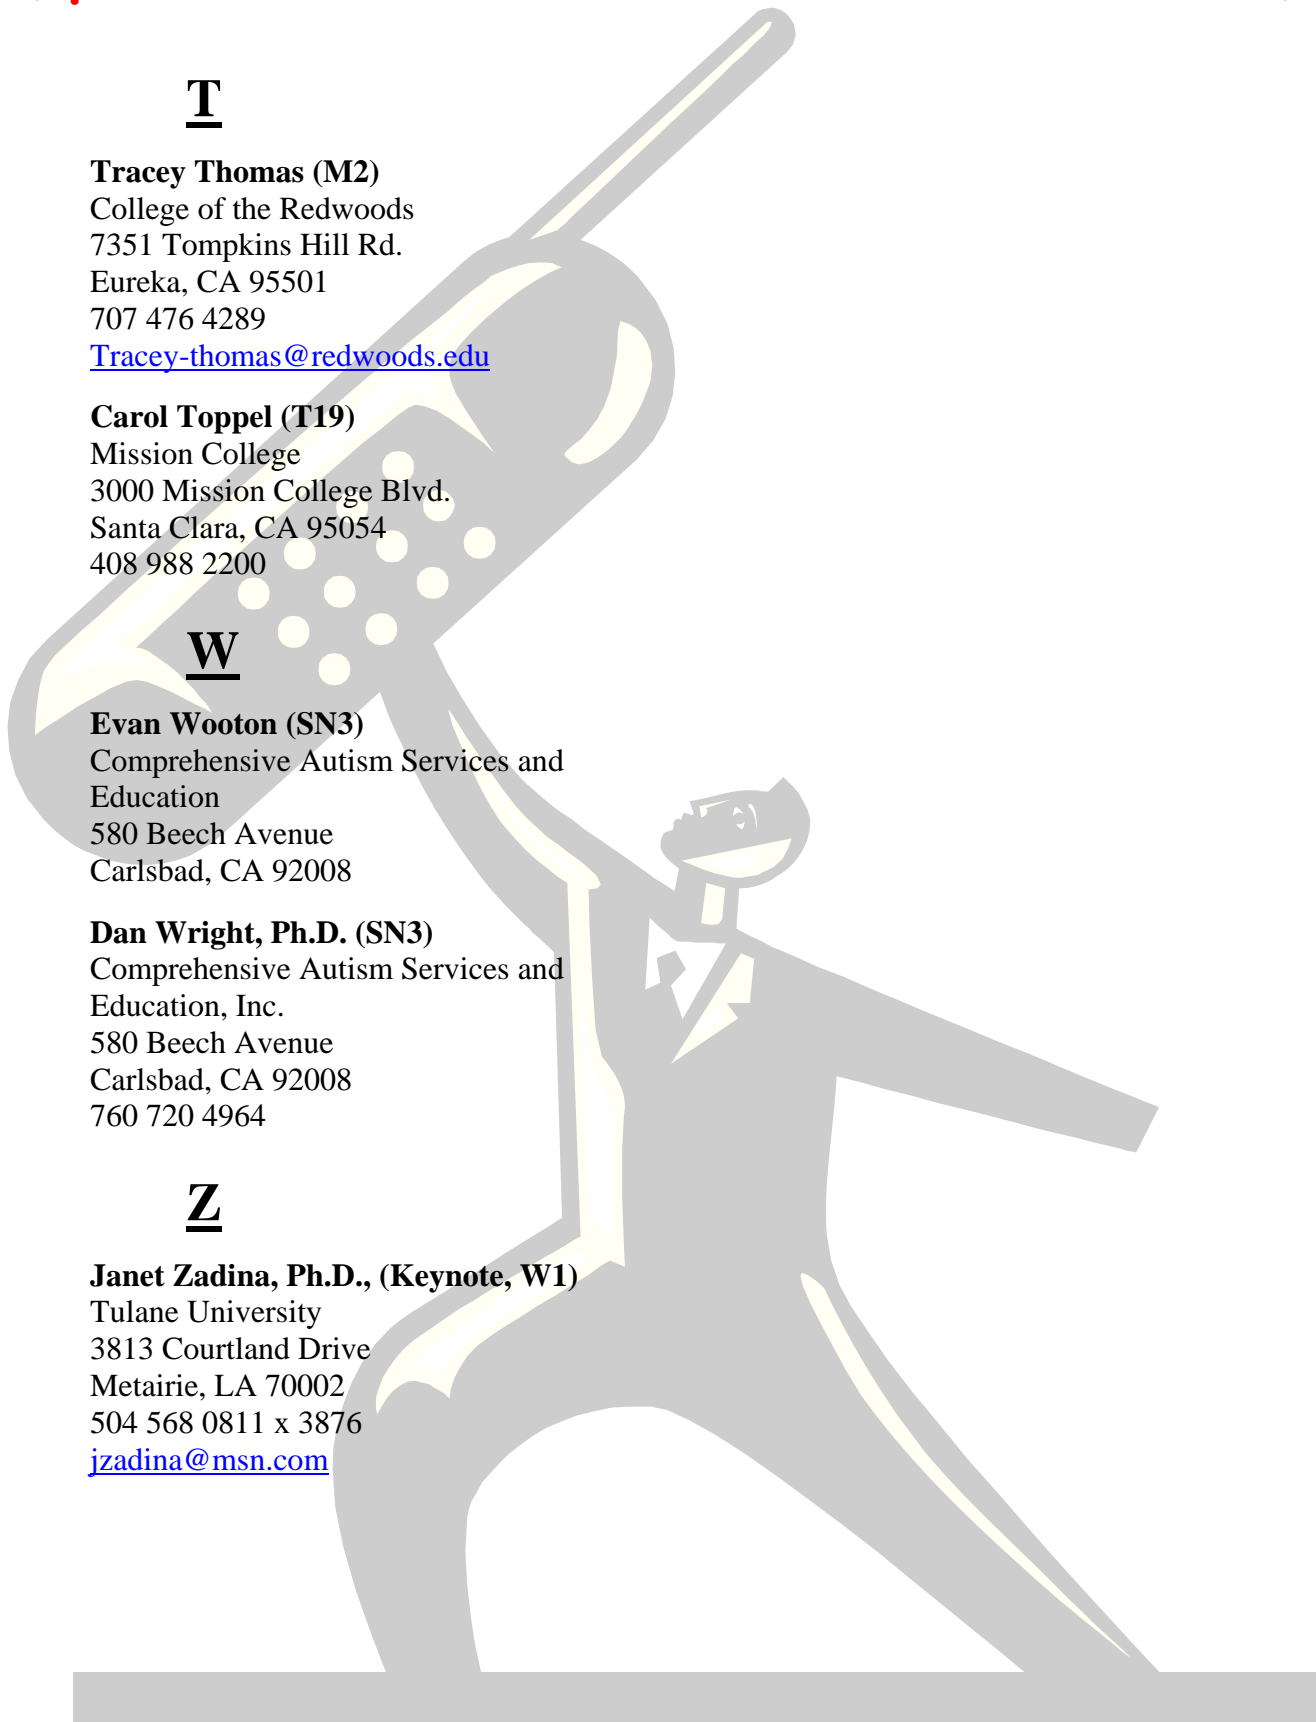 T
Tracey Thomas (M2)
College of the Redwoods
7351 Tompkins Hill Rd.
Eureka, CA 95501
707 476 4289
Tracey-thomas@redwoods.edu
Carol Toppel (T19)
Mission College
3000 Mission College Blvd.
Santa Clara, CA 95054
408 988 2200
W
Evan Wooton (SN3)
Comprehensive Autism Services and
Education
580 Beech Avenue
Carlsbad, CA 92008
Dan Wright, Ph.D. (SN3)
Comprehensive Autism Services and
Education, Inc.
580 Beech Avenue
Carlsbad, CA 92008
760 720 4964
Z
Janet Zadina, Ph.D., (Keynote, W1)
Tulane University
3813 Courtland Drive
Metairie, LA 70002
504 568 0811 x 3876
jzadina@msn.com